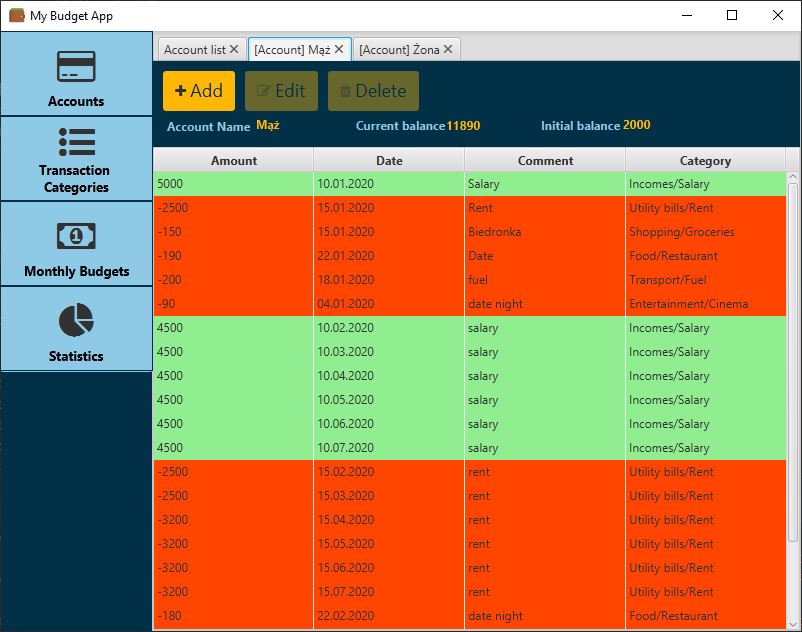 My Budget App
Accounts
Transaction
Categories
Monthly Budgets
Statistics
Account list
[Account] Mąż
[Account] Żona
Add
Edit
Delete
Account Name Mąż Current balance 11890 Initial balance 2000
Amount Date Comment Category
5000 10.01.2020 Salary Incomes/Salary
-2500 15.01.2020 Rent Utility bills/Rent
-150 15.01.2020 Biedronka Shopping/Groceries
-190 22.01.2020 Date Food/Restaurant
-200 18.01.2020 fuel Transport/Fuel
-90 04.01.2020 date night Entertainment/Cinema
4500 10.02.2020 salary Incomes/Salary
4500 10.03.2020 salary Incomes/Salary
4500 10.04.2020 salary Incomes/Salary
4500 10.05.2020 salary Incomes/Salary
4500 10.06.2020 salary Incomes/Salary
4500 10.07.2020 salary Incomes/Salary
-2500 15.02.2020 rent Utility bills/Rent
-2500 15.03.2020 rent Utility bills/Rent
-3200 15.04.2020 rent Utility bills/Rent
-3200 15.05.2020 rent Utility bills/Rent
-3200 15.06.2020 rent Utility bills/Rent
-3200 15.07.2020 rent Utility bills/Rent
-180 22.02.2020 date night Food/Restaurant